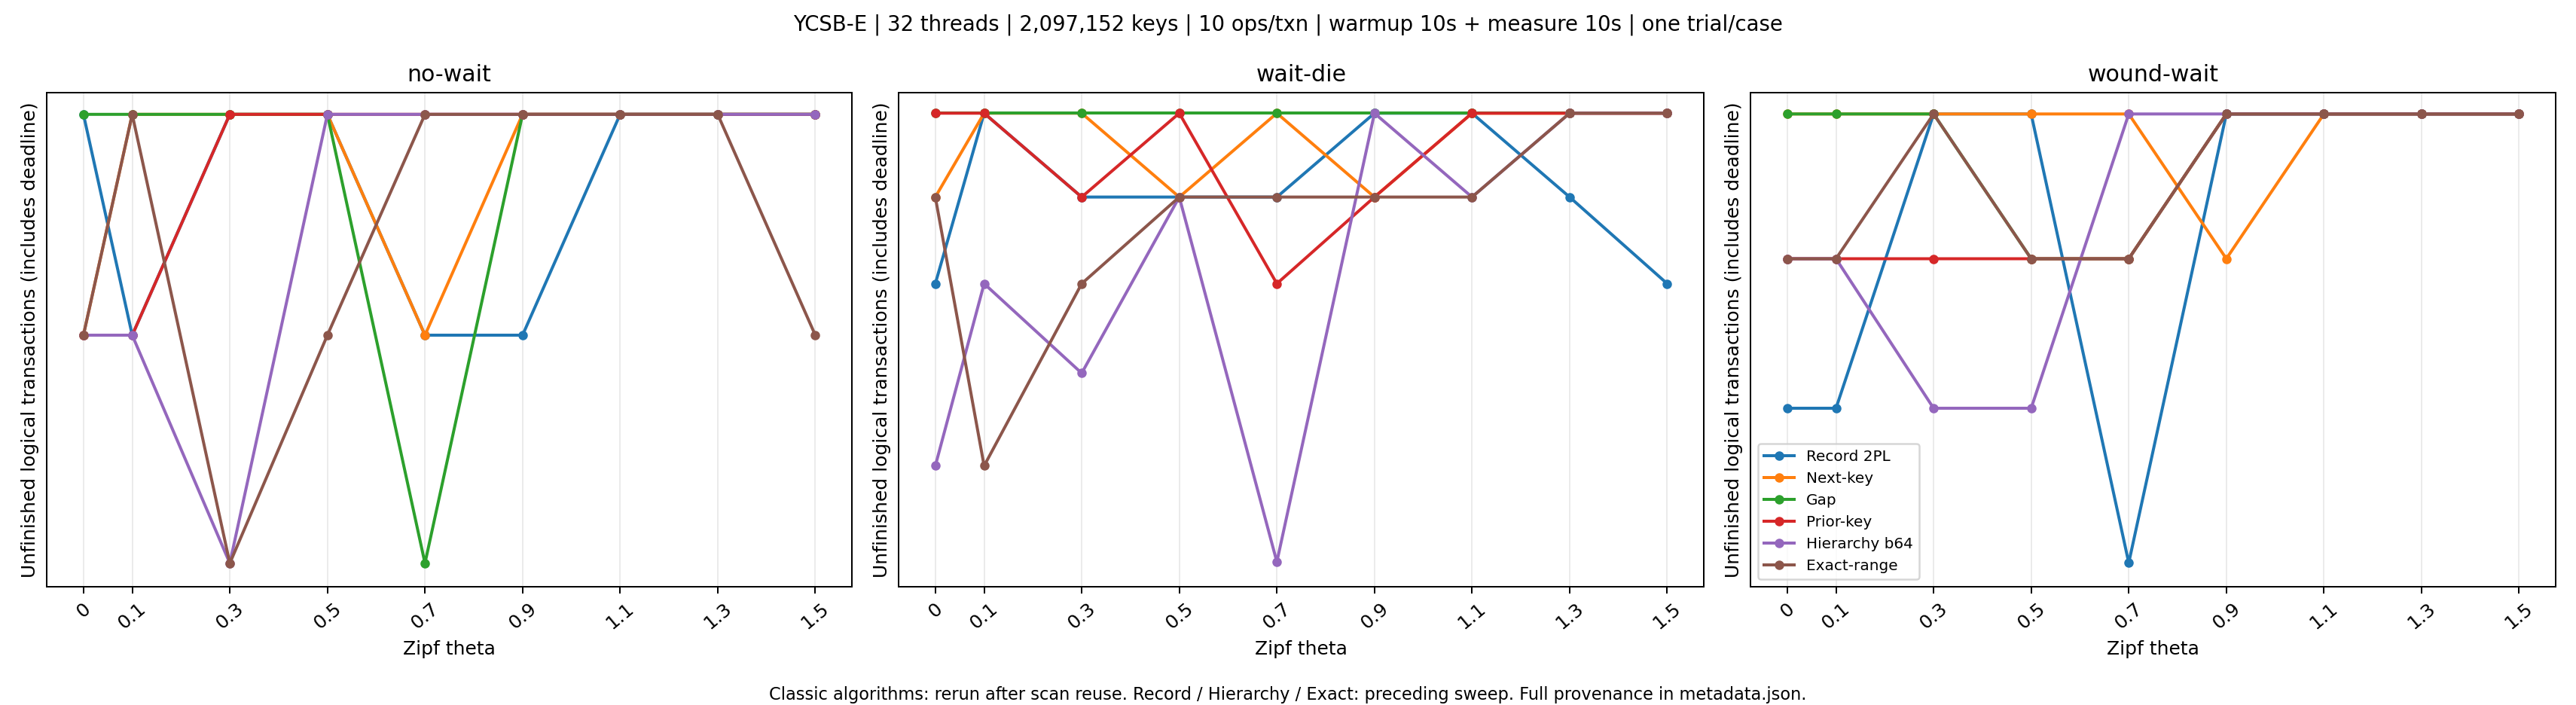 YCSB-E | 32 threads | 2,097,152 keys | 10 ops/txn | warmup 10s + measure 10s | one trial/case
no-wait
Unfinished logical transactions (includes deadline)
0
0.1
0.3
0.5
0.7
0.9
1.1
1.3
1.5
Zipf theta
wait-die
Unfinished logical transactions (includes deadline)
0
0.1
0.3
0.5
0.7
0.9
1.1
1.3
1.5
Zipf theta
wound-wait
Unfinished logical transactions (includes deadline)
Record 2PL
Next-key
Gap
Prior-key
Hierarchy b64
Exact-range
0
0.1
0.3
0.5
0.7
0.9
1.1
1.3
1.5
Zipf theta
Classic algorithms: rerun after scan reuse. Record / Hierarchy / Exact: preceding sweep. Full provenance in metadata.json.